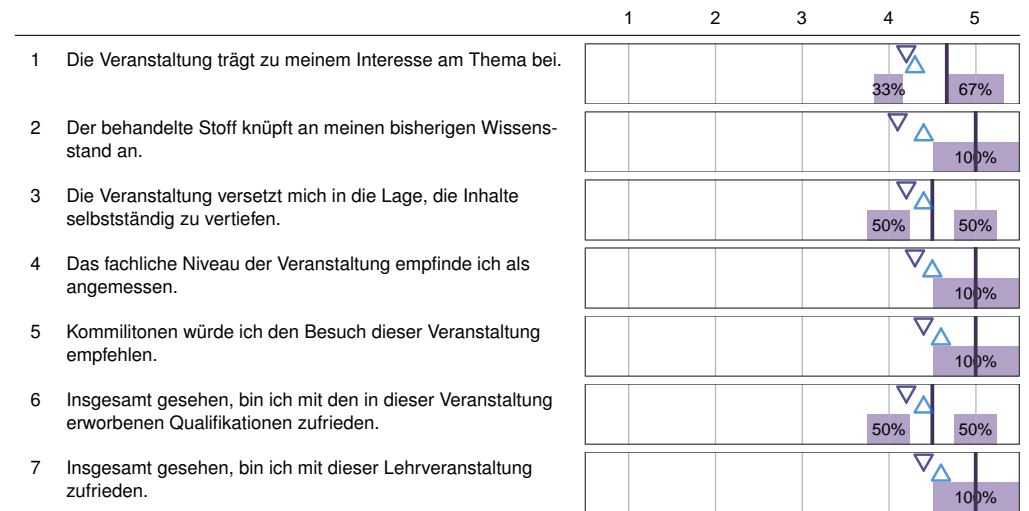 1 2 3 4 5
1 Die Veranstaltung trägt zu meinem Interesse am Thema bei.
33% 67%
2 Der behandelte Stoff knüpft an meinen bisherigen Wissens-
stand an.
100%
3 Die Veranstaltung versetzt mich in die Lage, die Inhalte
selbstständig zu vertiefen.
50% 50%
4 Das fachliche Niveau der Veranstaltung empfinde ich als
angemessen.
100%
5 Kommilitonen würde ich den Besuch dieser Veranstaltung
empfehlen.
100%
6 Insgesamt gesehen, bin ich mit den in dieser Veranstaltung
erworbenen Qualifikationen zufrieden.
50% 50%
7 Insgesamt gesehen, bin ich mit dieser Lehrveranstaltung
zufrieden.
100%